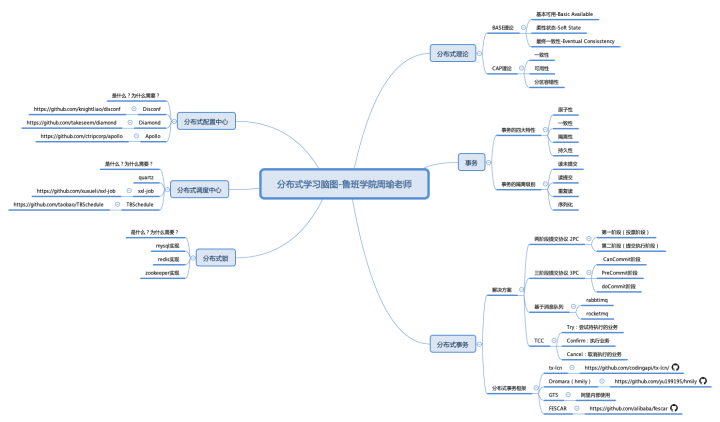 分布式学习脑图-鲁班学院周瑜老师
分布式理论
BASE理论
基本可用-Basic Available
柔性状态-Soft State
最终一致性-Eventual Consisstency
CAP理论
一致性
可用性
分区容错性
事务
事务的四大特性
原子性
一致性
隔离性
持久性
事务的隔离级别
读未提交
读提交
重复读
序列化
分布式事务
解决方案
两阶段提交协议 2PC
第一阶段（投票阶段）
第二阶段（提交执行阶段）
三阶段提交协议 3PC
CanCommit阶段
PreCommit阶段
doCommit阶段
基于消息队列
rabbtimq
rocketmq
TCC
Try：尝试待执行的业务
Confirm：执行业务
Cancel：取消执行的业务
分布式事务框架
tx-lcn
https://github.com/codingapi/tx-lcn/
Dromara（hmily）
https://github.com/yu199195/hmily
GTS
阿里内部使用
FESCAR
https://github.com/alibaba/fescar
分布式配置中心
是什么？为什么需要？
Disconf
https://github.com/knightliao/disconf
Diamond
https://github.com/takeseem/diamond
Apollo
https://github.com/ctripcorp/apollo
分布式调度中心
是什么？为什么需要？
quartz
xxl-job
https://github.com/xuxueli/xxl-job
TBSchedule
https://github.com/taobao/TBSchedule
分布式锁
是什么？为什么需要？
mysql实现
redis实现
zookeeper实现